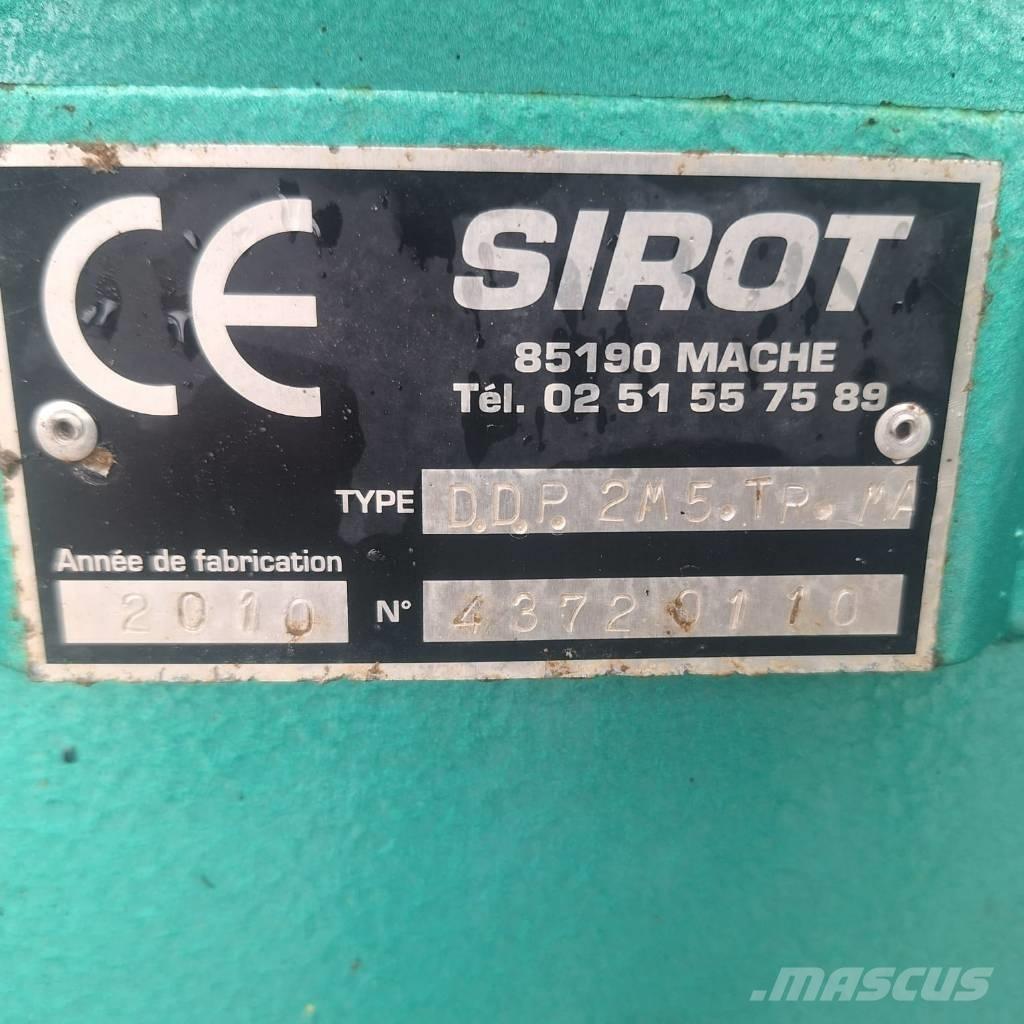 CE
SIROT
85190 MACHE
Tél. 02 51 55 75 89
TYPE D.D.P. 2M5.TP.MA
Année de fabrication
2010 N° 43720110
.MASCUS